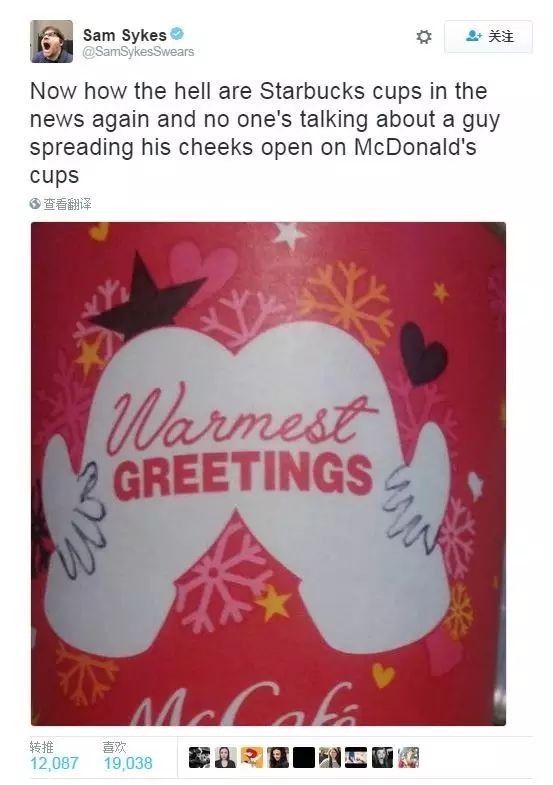 Sam Sykes
@SamSykesSwears
关注
Now how the hell are Starbucks cups in the
news again and no one's talking about a guy
spreading his cheeks open on McDonald's
cups
查看翻译
Warmest
GREETINGS
McCafé
转推
喜欢
12,087
19,038